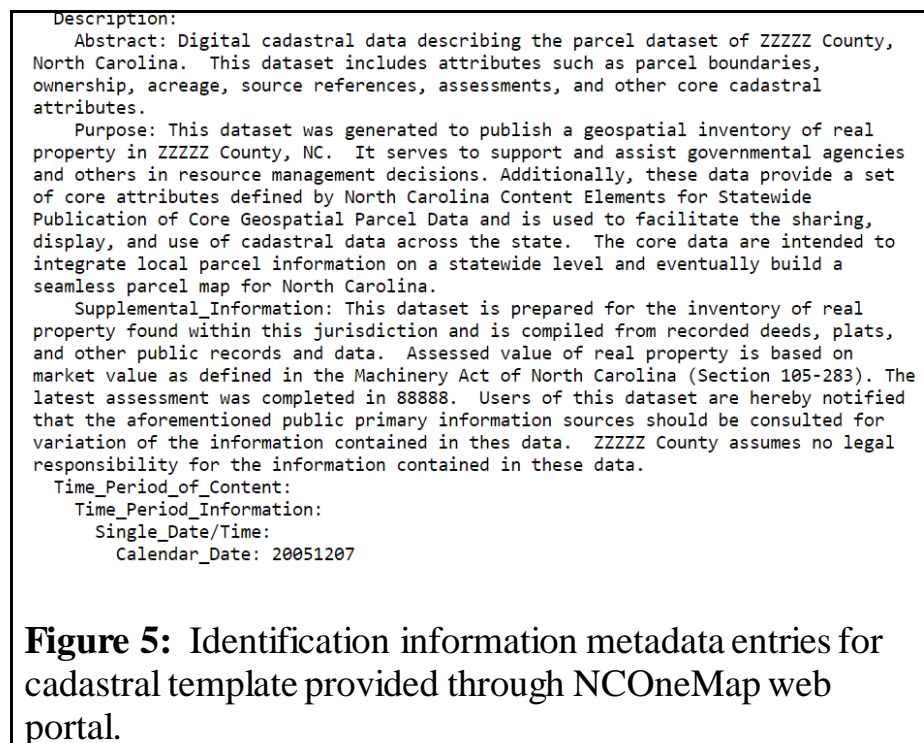 Description:
Abstract: Digital cadastral data describing the parcel dataset of ZZZZZ County,
North Carolina.  This dataset includes attributes such as parcel boundaries,
ownership, acreage, source references, assessments, and other core cadastral
attributes.
Purpose: This dataset was generated to publish a geospatial inventory of real
property in ZZZZZ County, NC.  It serves to support and assist governmental agencies
and others in resource management decisions. Additionally, these data provide a set
of core attributes defined by North Carolina Content Elements for Statewide
Publication of Core Geospatial Parcel Data and is used to facilitate the sharing,
display, and use of cadastral data across the state.  The core data are intended to
integrate local parcel information on a statewide level and eventually build a
seamless parcel map for North Carolina.
Supplemental_Information: This dataset is prepared for the inventory of real
property found within this jurisdiction and is compiled from recorded deeds, plats,
and other public records and data.  Assessed value of real property is based on
market value as defined in the Machinery Act of North Carolina (Section 105-283). The
latest assessment was completed in 88888.  Users of this dataset are hereby notified
that the aforementioned public primary information sources should be consulted for
variation of the information contained in thes data.  ZZZZZ County assumes no legal
responsibility for the information contained in these data.
Time_Period_of_Content:
Time_Period_Information:
Single_Date/Time:
Calendar_Date: 20051207
Figure 5:  Identification information metadata entries for
cadastral template provided through NCOneMap web
portal.